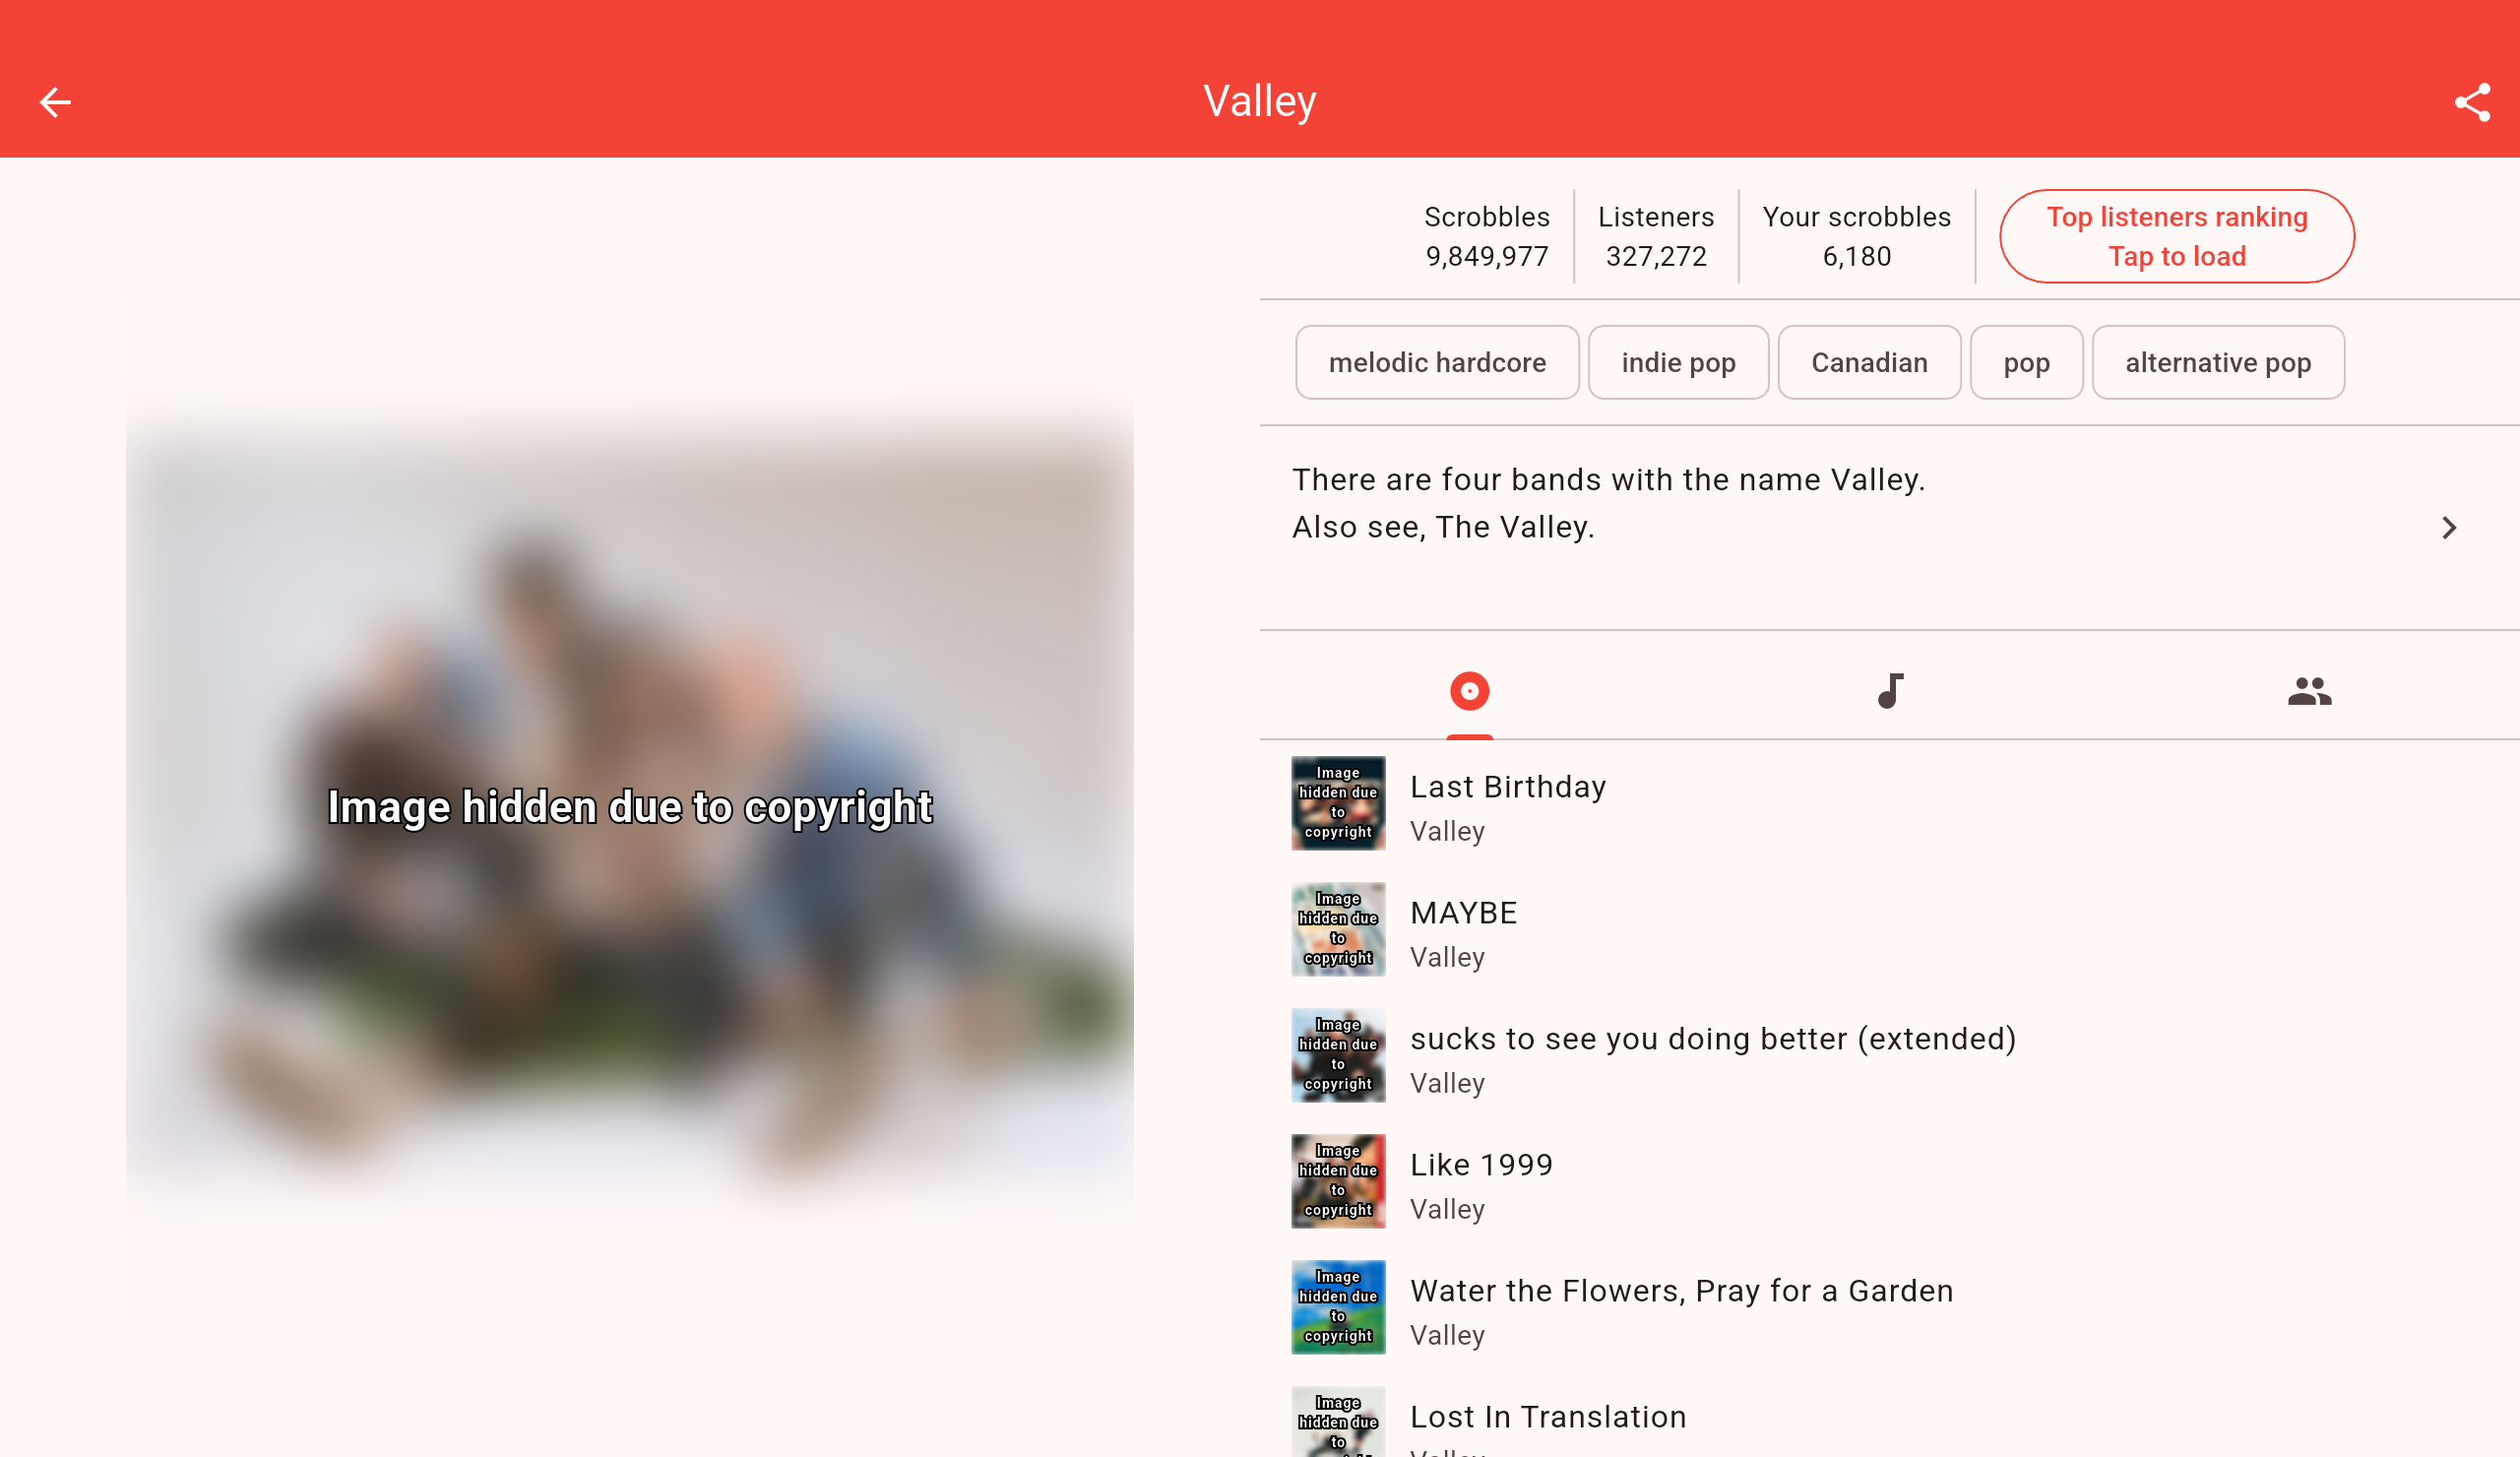 Valley
Scrobbles
9,849,977
Listeners
327,272
Your scrobbles
6,180
Top listeners ranking
Tap to load
melodic hardcore
indie pop
Canadian
pop
alternative pop
There are four bands with the name Valley.
Also see, The Valley.
Image hidden due to copyright
Image
hidden due
to
copyright
Last Birthday
Valley
Image
hidden due
to
copyright
MAYBE
Valley
Image
hidden due
to
copyright
sucks to see you doing better (extended)
Valley
Image
hidden due
to
copyright
Like 1999
Valley
Image
hidden due
to
copyright
Water the Flowers, Pray for a Garden
Valley
Image
hidden due
to
Lost In Translation